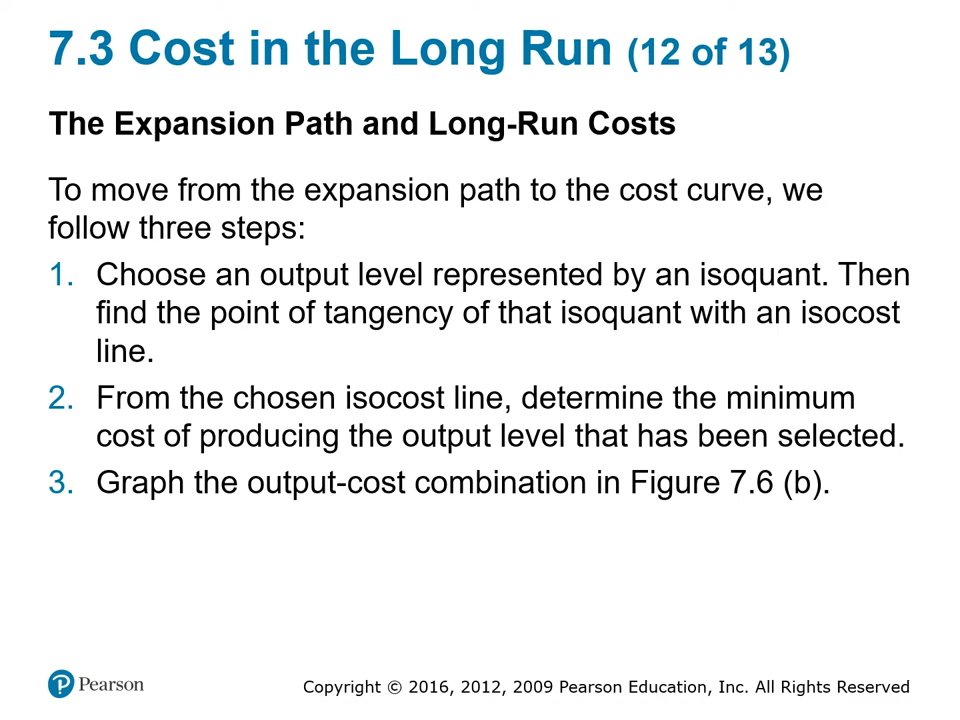 7.3 Cost in the Long Run (12 of 13)
The Expansion Path and Long-Run Costs
To move from the expansion path to the cost curve, we
follow three steps:
1. Choose an output level represented by an isoquant. Then
find the point of tangency of that isoquant with an isocost
line.
2. From the chosen isocost line, determine the minimum
cost of producing the output level that has been selected.
3. Graph the output-cost combination in Figure 7.6 (b).
P Pearson
Copyright © 2016, 2012, 2009 Pearson Education, Inc. All Rights Reserved